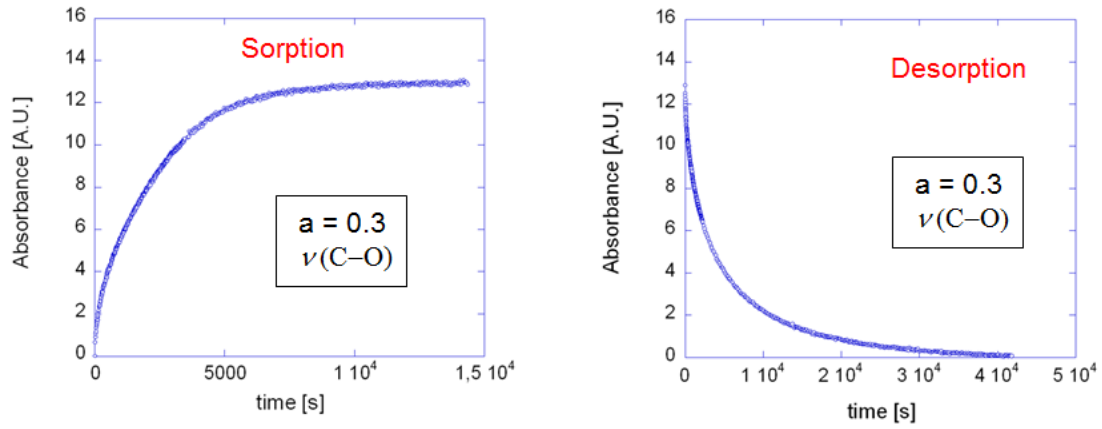 16
14
12
10
8
6
4
2
0
Absorbance [A.U.]
Sorption
a = 0.3
ν(C−O)
0 5000 1 10⁴ 1,5 10⁴
time [s]
16
14
12
10
8
6
4
2
0
Absorbance [A.U.]
Desorption
a = 0.3
ν(C−O)
0 1 10⁴ 2 10⁴ 3 10⁴ 4 10⁴ 5 10⁴
time [s]